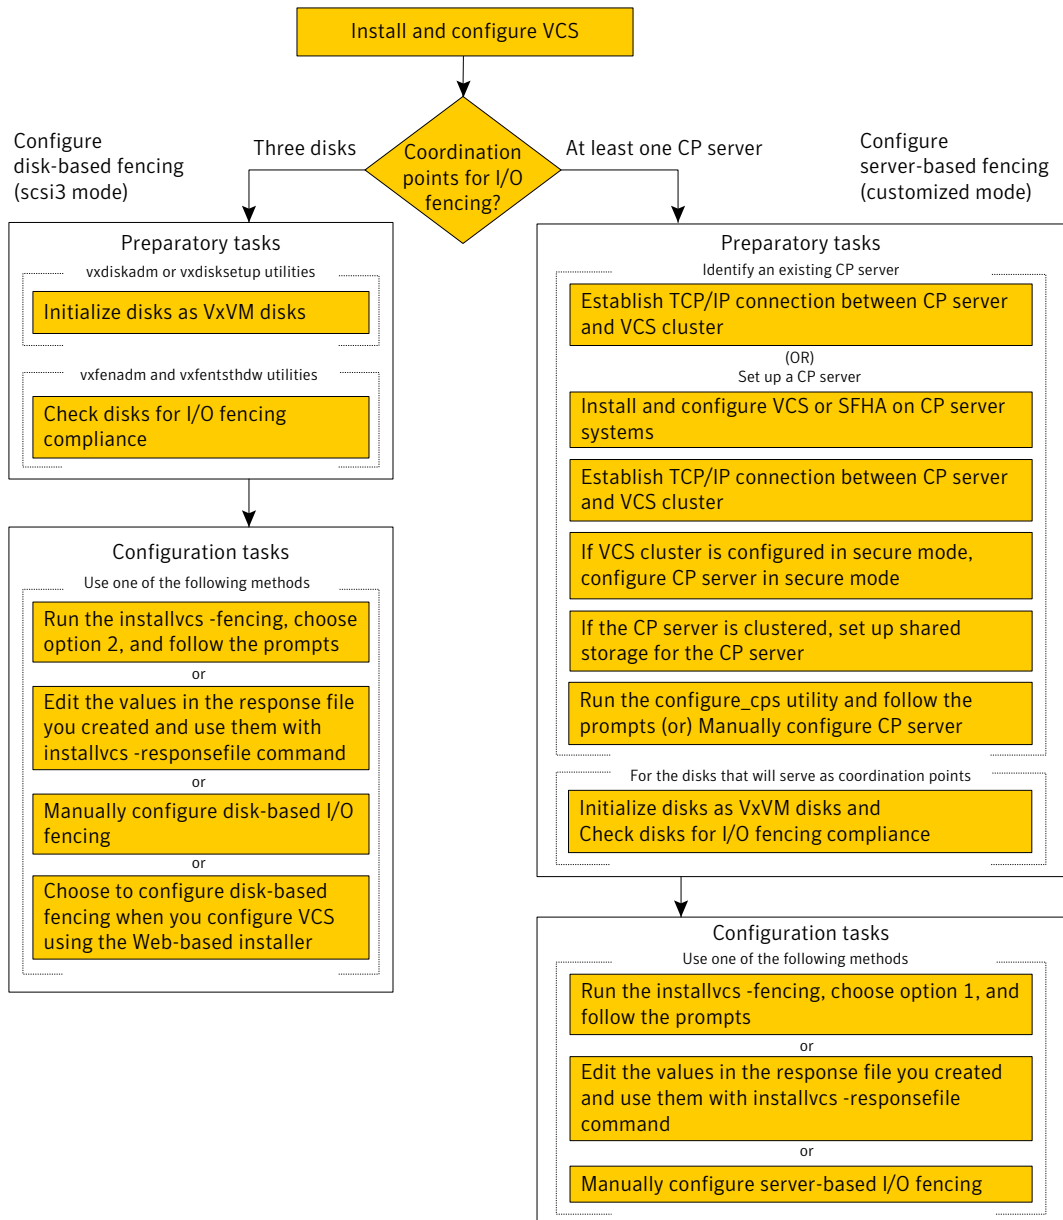 Install and configure VCS
Coordination
points for I/O
fencing?
Three disks
At least one CP server
Configure
disk-based fencing
(scsi3 mode)
Preparatory tasks
vxdiskadm or vxdisksetup utilities
Initialize disks as VxVM disks
vxfenadm and vxfentsthdw utilities
Check disks for I/O fencing
compliance
Configuration tasks
Use one of the following methods
Run the installvcs -fencing, choose
option 2, and follow the prompts
or
Edit the values in the response file
you created and use them with
installvcs -responsefile command
or
Manually configure disk-based I/O
fencing
or
Choose to configure disk-based
fencing when you configure VCS
using the Web-based installer
Configure
server-based fencing
(customized mode)
Preparatory tasks
Identify an existing CP server
Establish TCP/IP connection between CP server
and VCS cluster
(OR)
Set up a CP server
Install and configure VCS or SFHA on CP server
systems
Establish TCP/IP connection between CP server
and VCS cluster
If VCS cluster is configured in secure mode,
configure CP server in secure mode
If the CP server is clustered, set up shared
storage for the CP server
Run the configure_cps utility and follow the
prompts (or) Manually configure CP server
For the disks that will serve as coordination points
Initialize disks as VxVM disks and
Check disks for I/O fencing compliance
Configuration tasks
Use one of the following methods
Run the installvcs -fencing, choose option 1, and
follow the prompts
or
Edit the values in the response file you created
and use them with installvcs -responsefile
command
or
Manually configure server-based I/O fencing